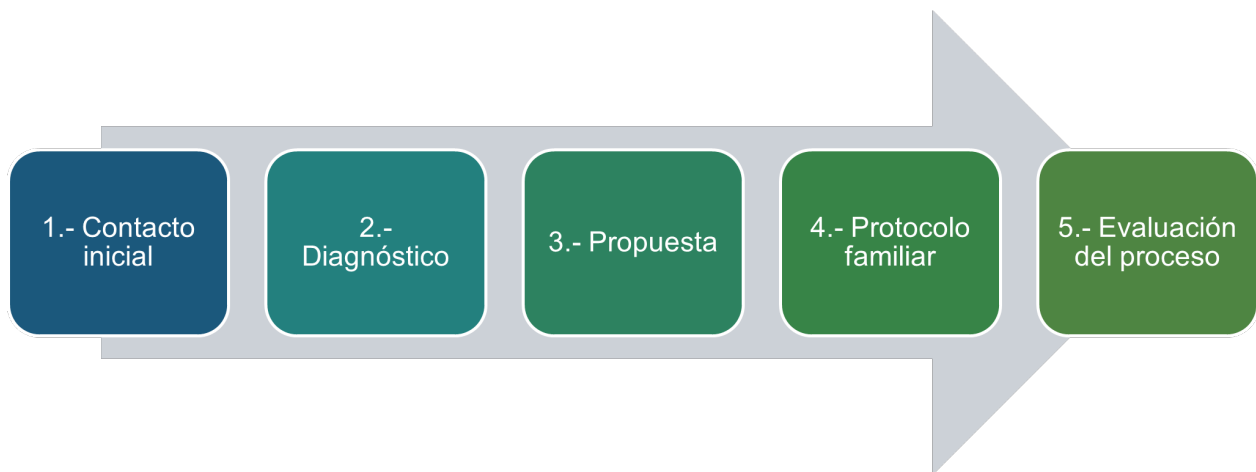 1.- Contacto
inicial
2.-
Diagnóstico
3.- Propuesta
4.- Protocolo
familiar
5.- Evaluación
del proceso